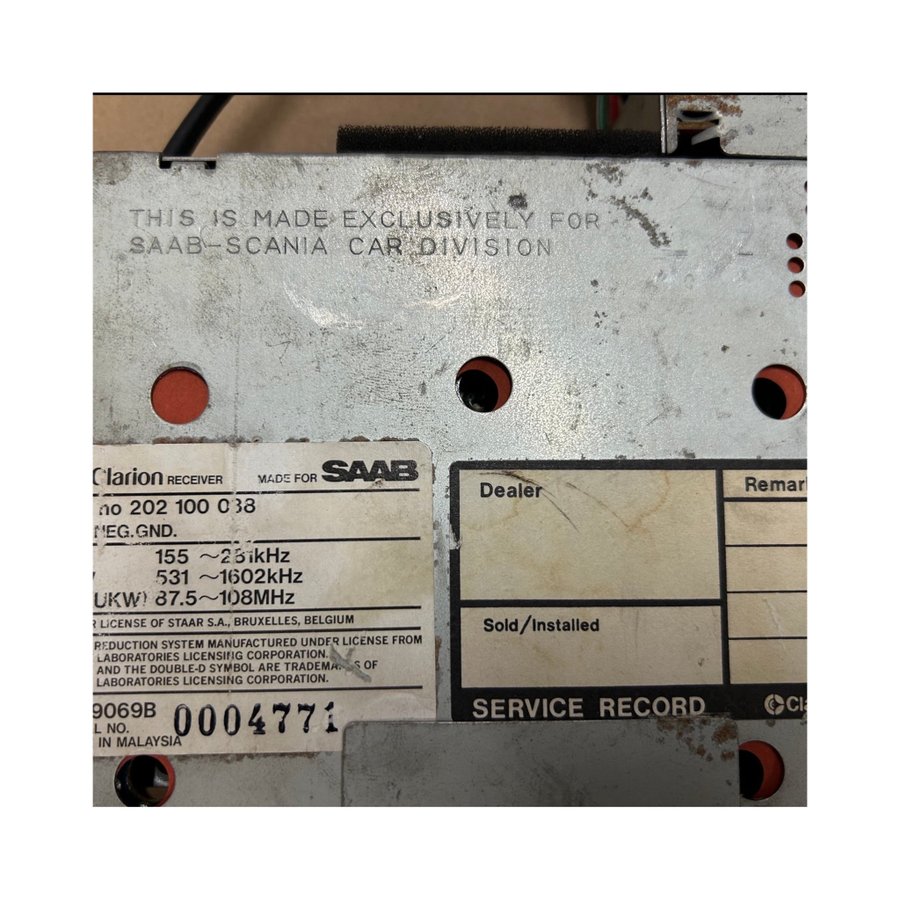 THIS IS MADE EXCLUSIVELY FOR
SAAB-SCANIA CAR DIVISION
Clarion RECEIVER MADE FOR SAAB
no 202 100 038
NEG.GND.
155 ~281kHz
531 ~1602kHz
(UKW) 87.5~108MHz
LICENSE OF STAAR S.A., BRUXELLES, BELGIUM
REDUCTION SYSTEM MANUFACTURED UNDER LICENSE FROM
LABORATORIES LICENSING CORPORATION.
AND THE DOUBLE-D SYMBOL ARE TRADEMARKS OF
LABORATORIES LICENSING CORPORATION.
9069B
0004771
NO.
IN MALAYSIA
Dealer
Remar
Sold/Installed
SERVICE RECORD Cla